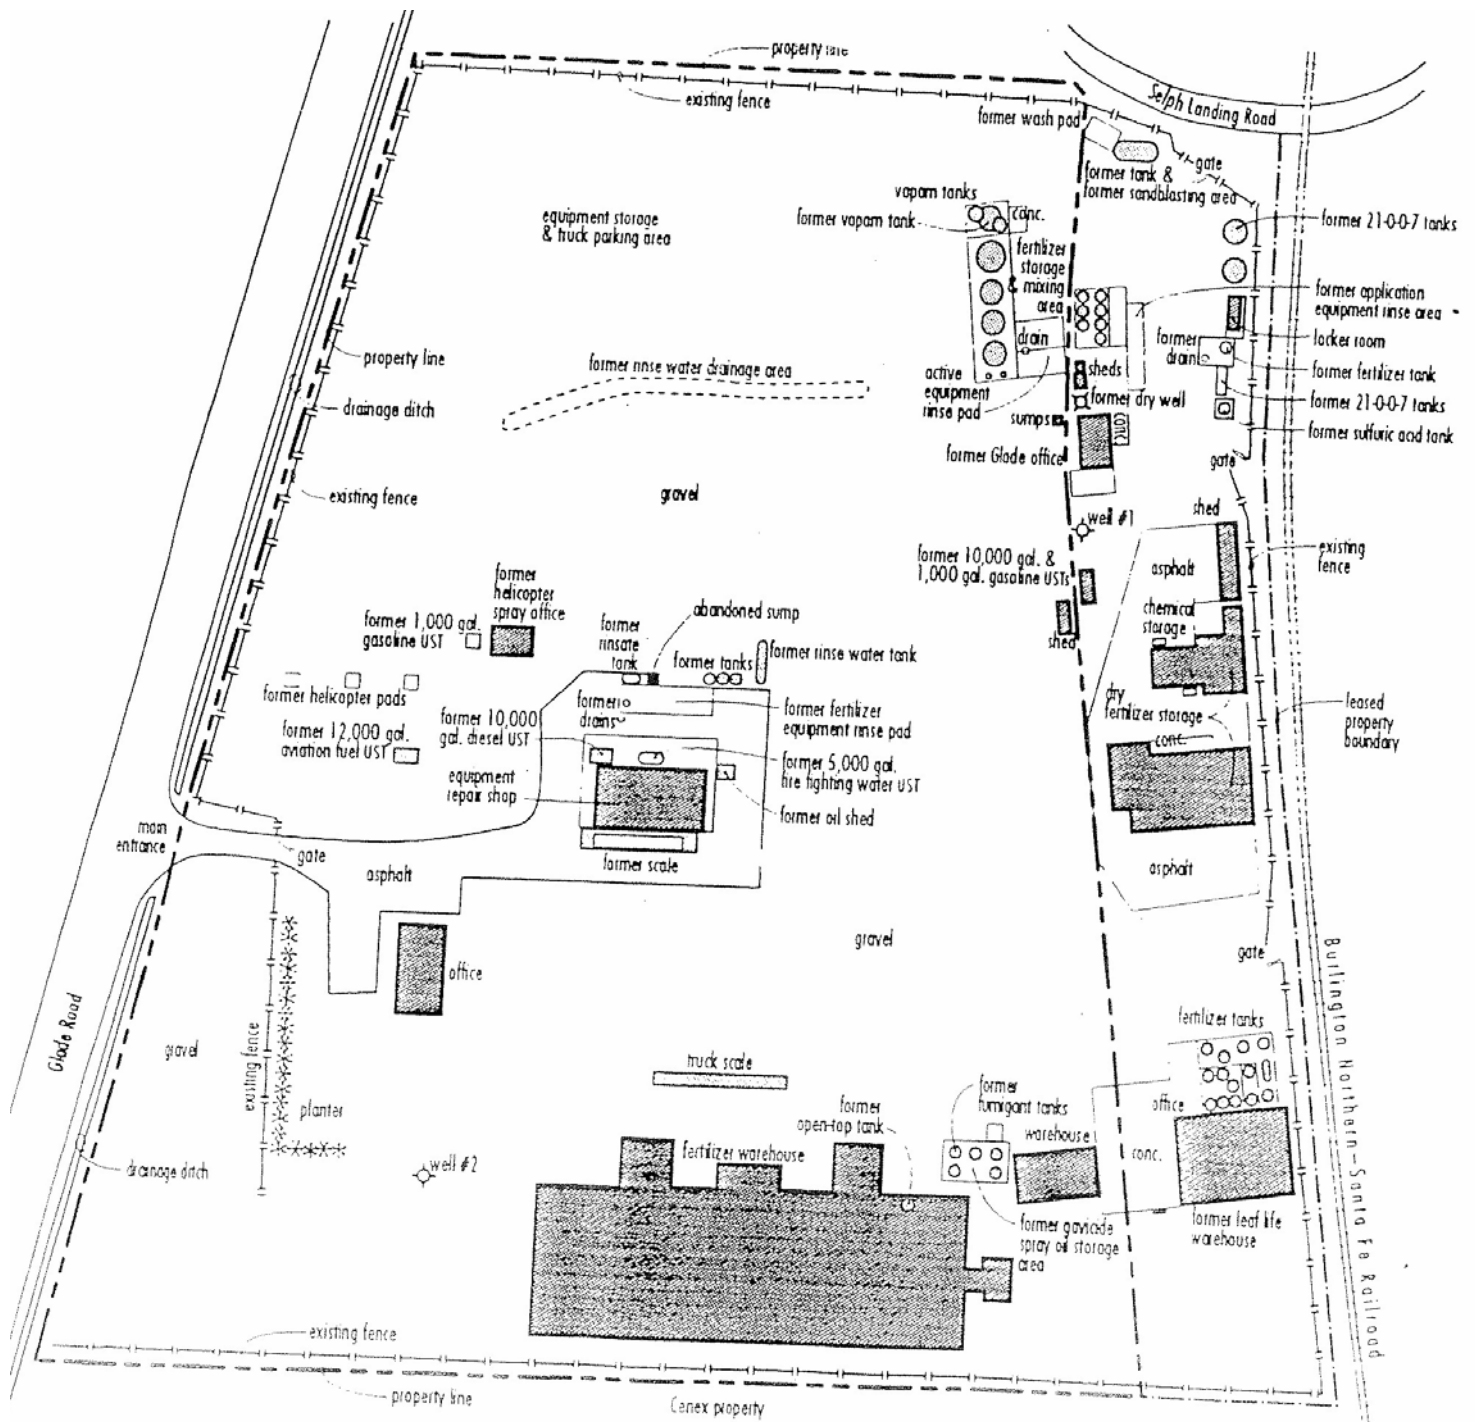 property line
existing fence
Selph Landing Road
former wash pad
gate
former tank &
former sandblasting area
vapam tanks
former vapam tank
conc.
equipment storage
& truck parking area
former 21-0-0-7 tanks
fertilizer
storage
& mixing
area
former application
equipment rinse area
drain
locker room
former
drain
former fertilizer tank
property line
former rinse water drainage area
active
equipment
rinse pad
sheds
former dry well
former 21-0-0-7 tanks
drainage ditch
sumps
conc.
former sulfuric acid tank
former Glade office
gate
existing fence
gravel
shed
well #1
existing
fence
former 10,000 gal. &
1,000 gal. gasoline USTs
asphalt
former
helicopter
spray office
chemical
storage
former 1,000 gal.
gasoline UST
former
rinsate
tank
abandoned sump
shed
former tanks
former rinse water tank
former helicopter pads
dry
fertilizer storage
leased
property
boundary
former
drains
former fertilizer
equipment rinse pad
former 12,000 gal.
aviation fuel UST
former 10,000
gal. diesel UST
conc.
former 5,000 gal.
fire fighting water UST
equipment
repair shop
former oil shed
main
entrance
gate
former scale
asphalt
asphalt
gravel
Burlington Northern-Santa Fe Railroad
gate
office
Glade Road
gravel
existing fence
fertilizer tanks
truck scale
former
fumigant tanks
former
open-top tank
office
planter
warehouse
fertilizer warehouse
conc.
drainage ditch
well #2
former gavicide
spray oil storage
area
former leaf life
warehouse
existing fence
property line
Cenex property